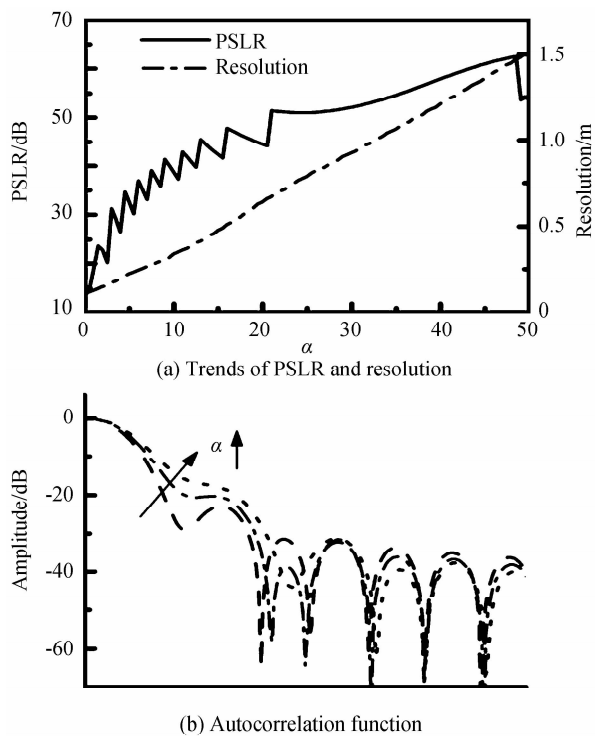 70
50
30
10
PSLR/dB
PSLR
Resolution
1.5
1.0
0.5
0
Resolution/m
0 10 20 30 40 50
α
(a) Trends of PSLR and resolution
0
-20
-40
-60
Amplitude/dB
α
(b) Autocorrelation function